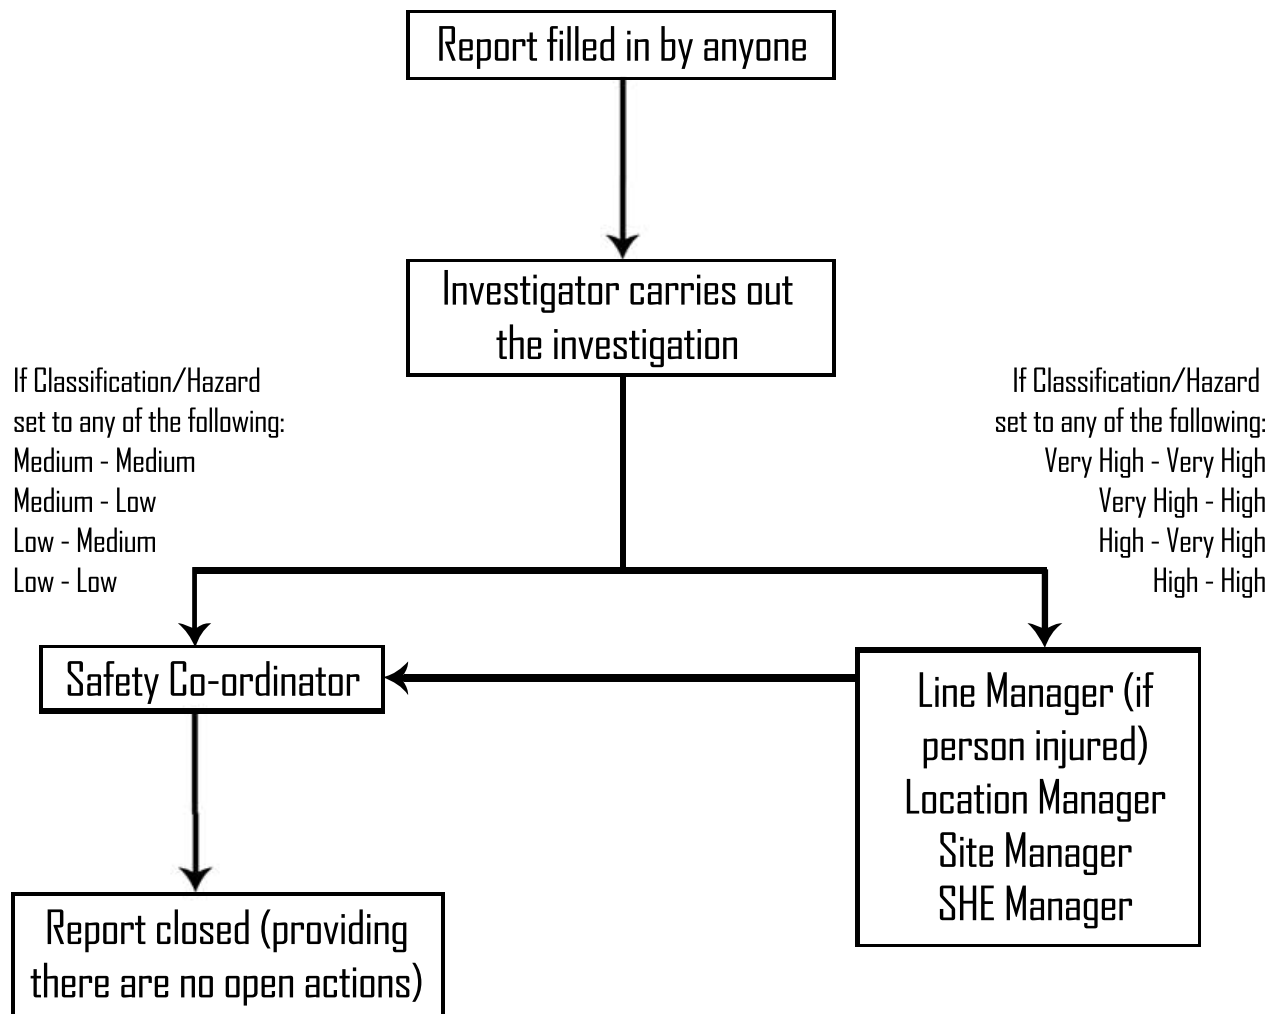 Report filled in by anyone
Investigator carries out
the investigation
If Classification/Hazard
set to any of the following:
Medium - Medium
Medium - Low
Low - Medium
Low - Low
If Classification/Hazard
set to any of the following:
Very High - Very High
Very High - High
High - Very High
High - High
Safety Co-ordinator
Line Manager (if
person injured)
Location Manager
Site Manager
SHE Manager
Report closed (providing
there are no open actions)